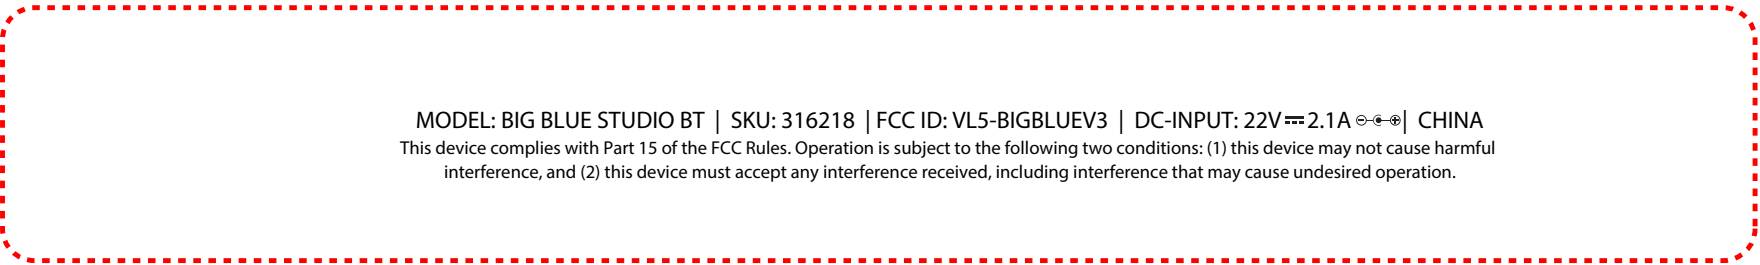 MODEL: BIG BLUE STUDIO BT | SKU: 316218 | FCC ID: VL5-BIGBLUEV3 | DC-INPUT: 22V⎓2.1A | CHINA
This device complies with Part 15 of the FCC Rules. Operation is subject to the following two conditions: (1) this device may not cause harmful
interference, and (2) this device must accept any interference received, including interference that may cause undesired operation.